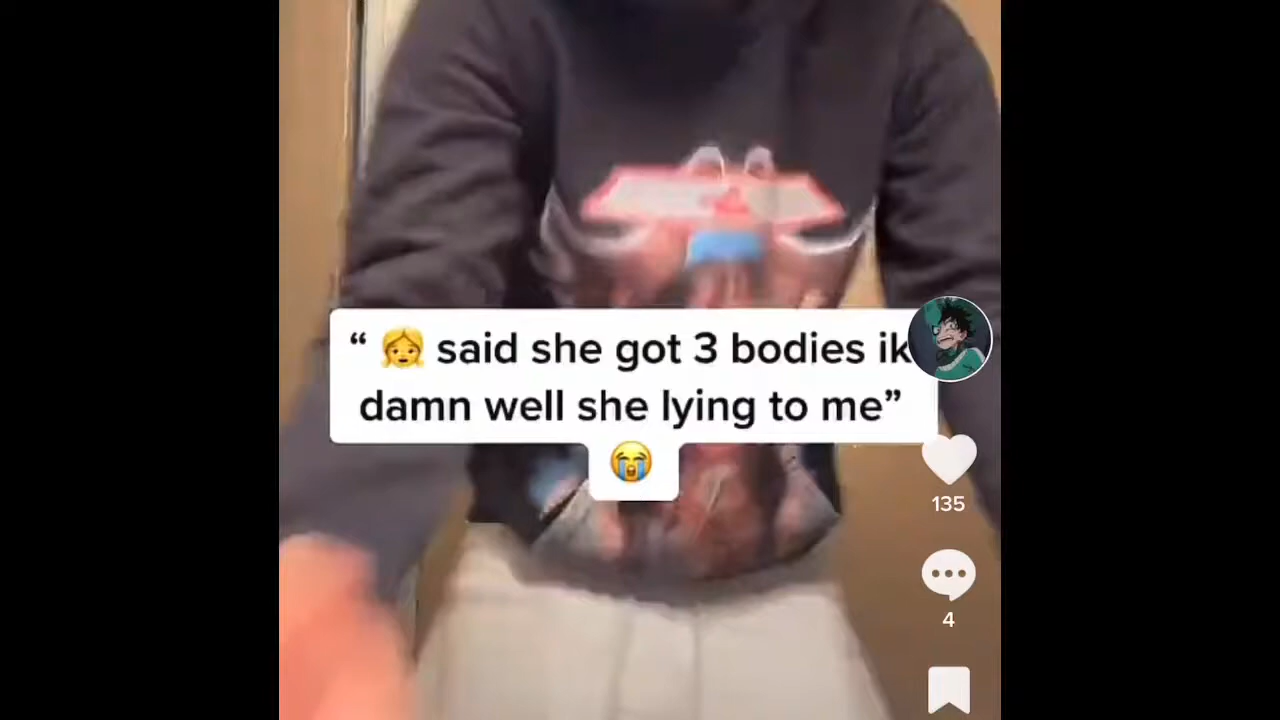 “ 👧 said she got 3 bodies ik
damn well she lying to me”
😭
135
4